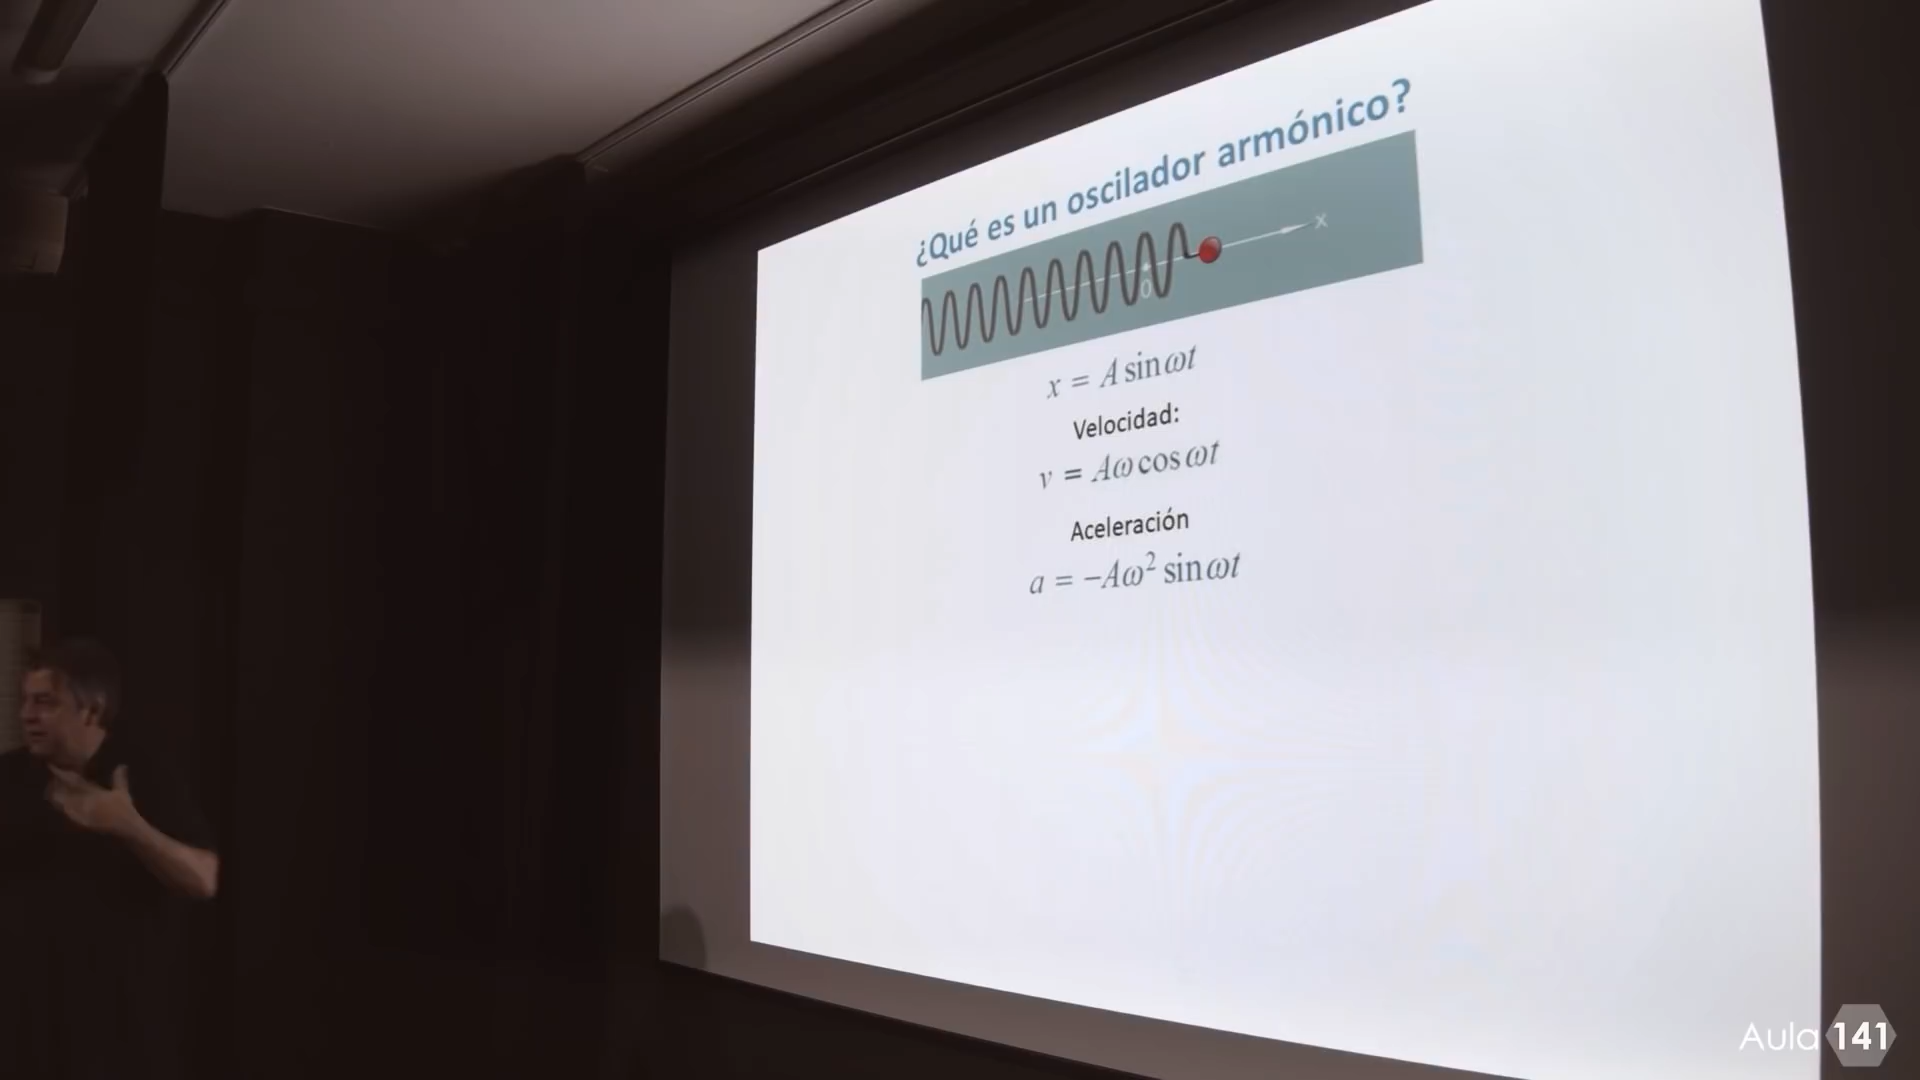 ¿Qué es un oscilador armónico?
x
0
x = A sin ωt
Velocidad:
v = Aω cos ωt
Aceleración
a = −Aω² sin ωt
Aula 141